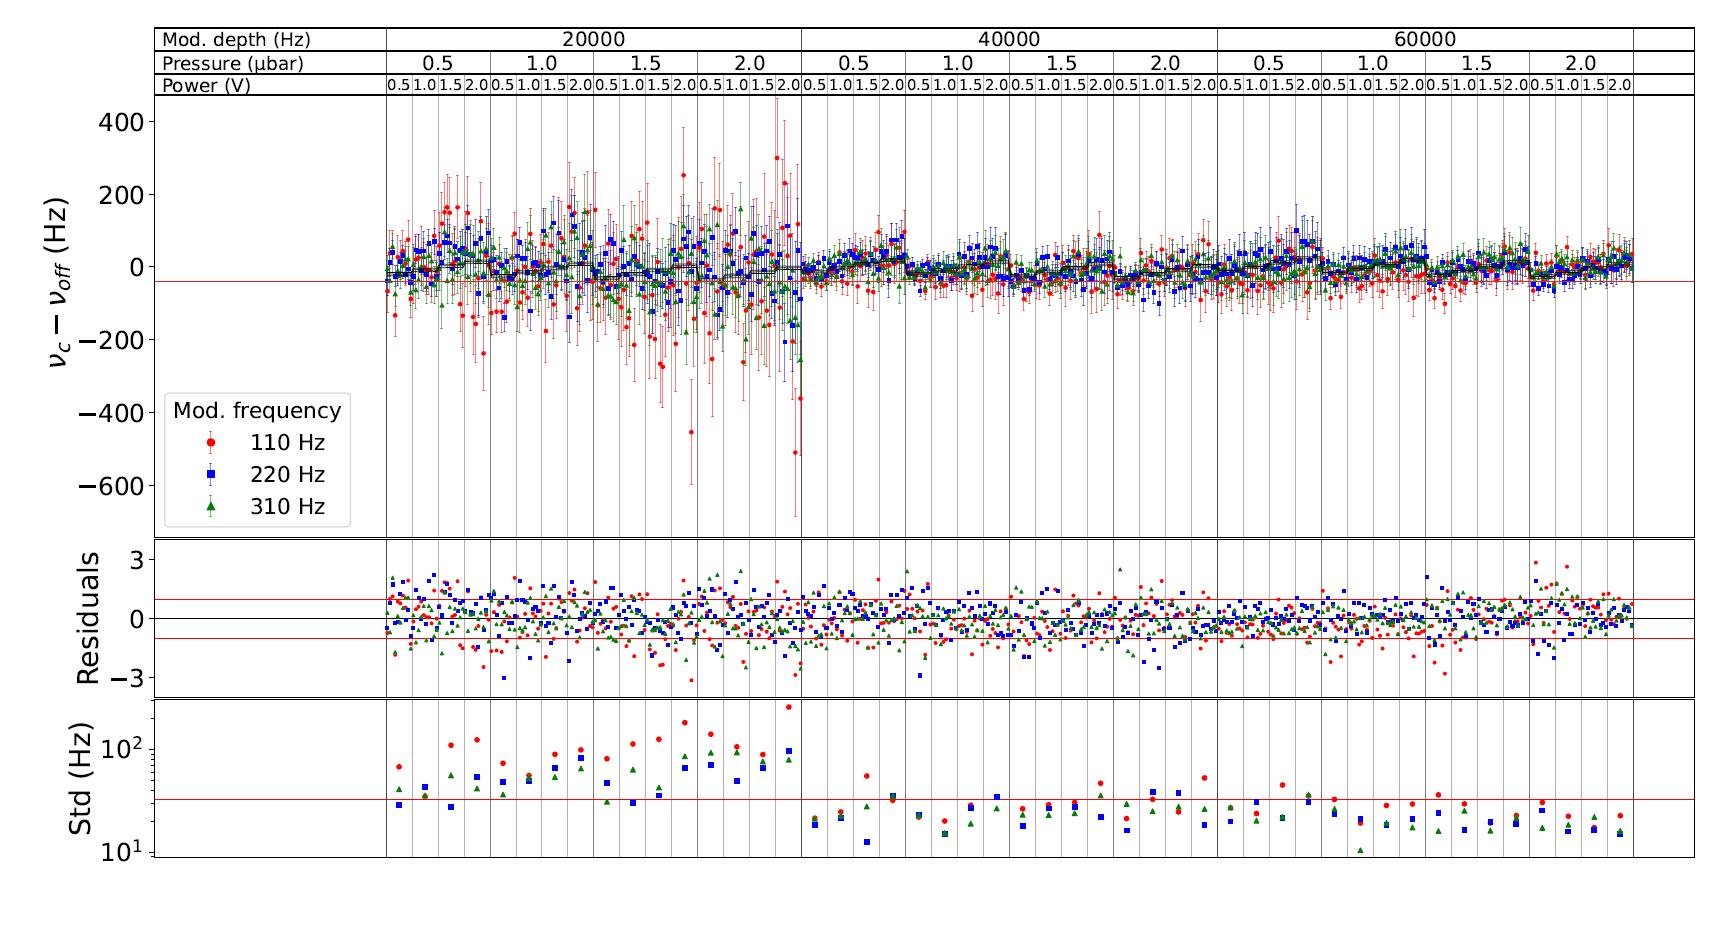 Mod. depth (Hz) 20000 40000 60000
Pressure (μbar) 0.5 1.0 1.5 2.0 0.5 1.0 1.5 2.0 0.5 1.0 1.5 2.0
Power (V) 0.5 1.0 1.5 2.0 0.5 1.0 1.5 2.0 0.5 1.0 1.5 2.0 0.5 1.0 1.5 2.0 0.5 1.0 1.5 2.0 0.5 1.0 1.5 2.0 0.5 1.0 1.5 2.0 0.5 1.0 1.5 2.0 0.5 1.0 1.5 2.0 0.5 1.0 1.5 2.0 0.5 1.0 1.5 2.0 0.5 1.0 1.5 2.0
400
200
0
−200
−400
−600
ν_c − ν_off (Hz)
Mod. frequency
110 Hz
220 Hz
310 Hz
3
0
−3
Residuals
10²
10¹
Std (Hz)